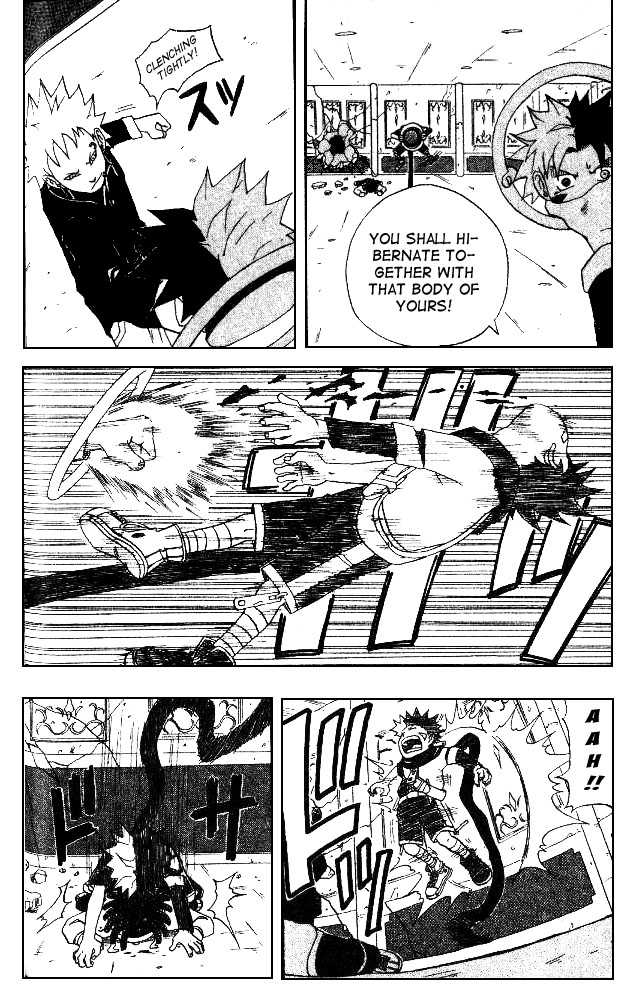 YOU SHALL HI-
BERNATE TO-
GETHER WITH
THAT BODY OF
YOURS!
CLENCHING
TIGHTLY!
スッ
AAH!!
ドサ